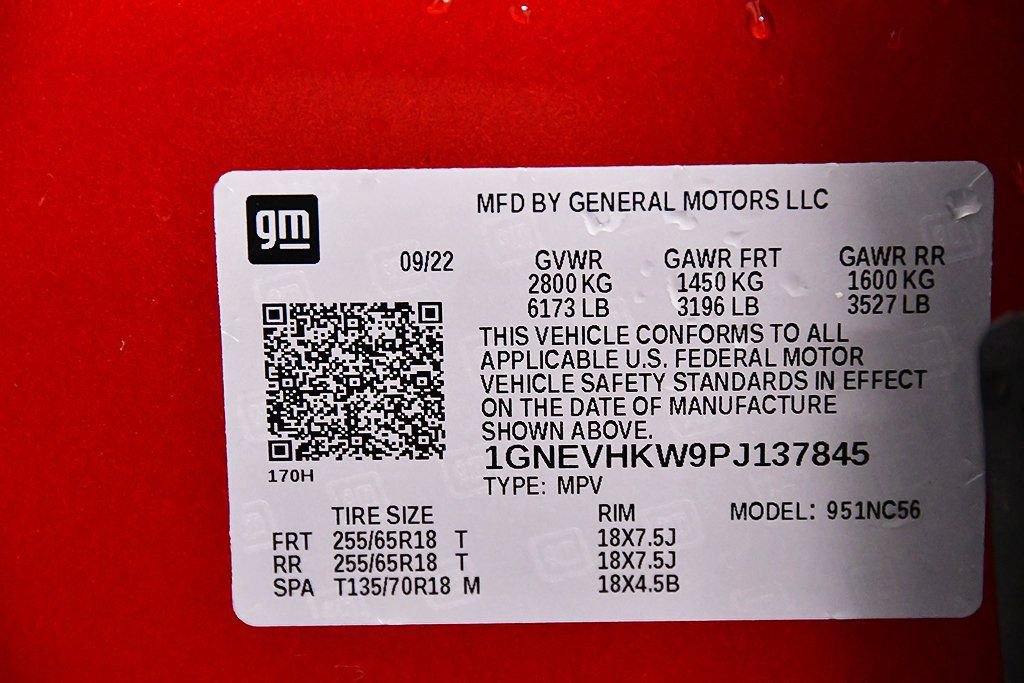 gm
MFD BY GENERAL MOTORS LLC
09/22 GVWR GAWR FRT GAWR RR
2800 KG 1450 KG 1600 KG
6173 LB 3196 LB 3527 LB
THIS VEHICLE CONFORMS TO ALL
APPLICABLE U.S. FEDERAL MOTOR
VEHICLE SAFETY STANDARDS IN EFFECT
ON THE DATE OF MANUFACTURE
SHOWN ABOVE.
170H
1GNEVHKW9PJ137845
TYPE: MPV
TIRE SIZE RIM MODEL: 951NC56
FRT 255/65R18 T 18X7.5J
RR 255/65R18 T 18X7.5J
SPA T135/70R18 M 18X4.5B